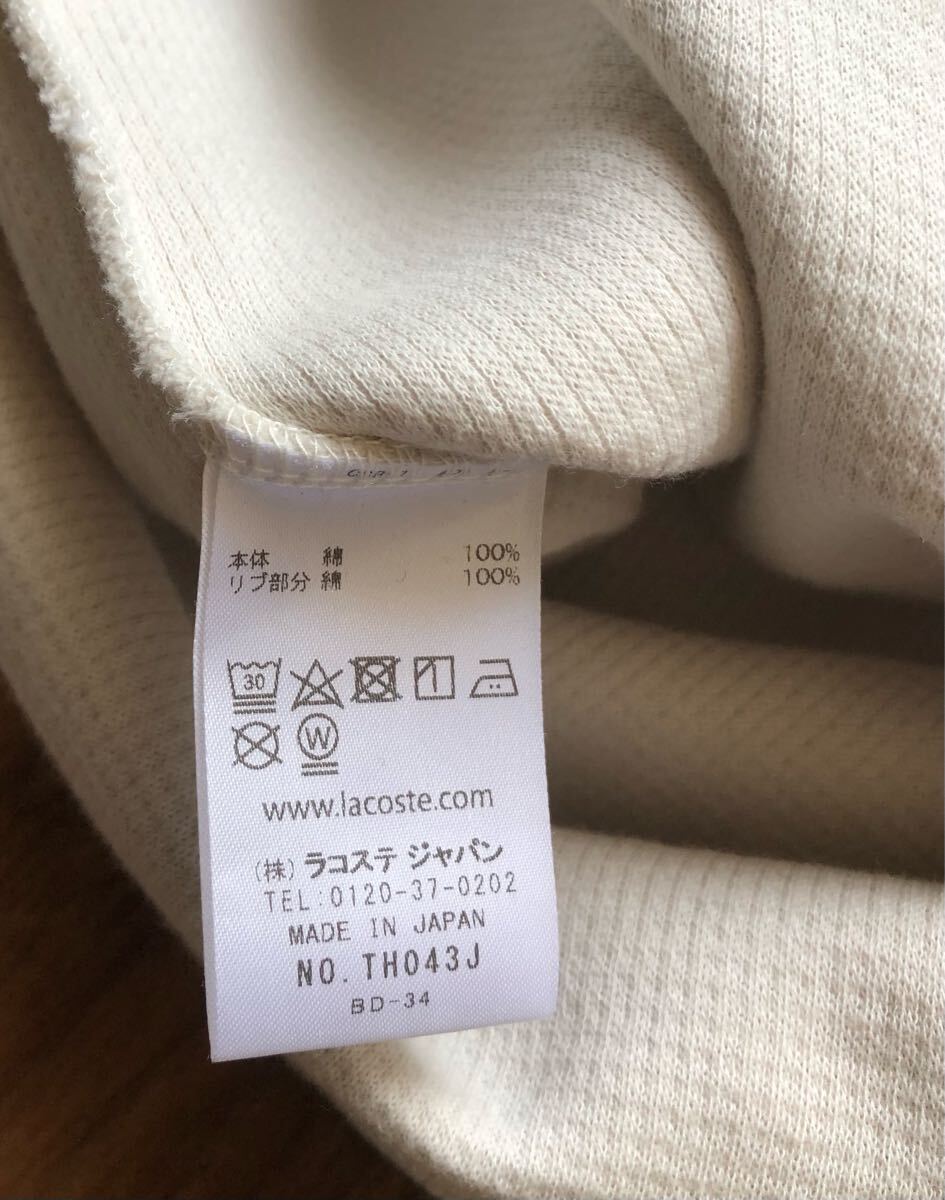 本体 綿 100%
リブ部分 綿 100%
30
W
www.lacoste.com
(株) ラコステ ジャパン
TEL:0120-37-0202
MADE IN JAPAN
NO. TH043J
BD-34